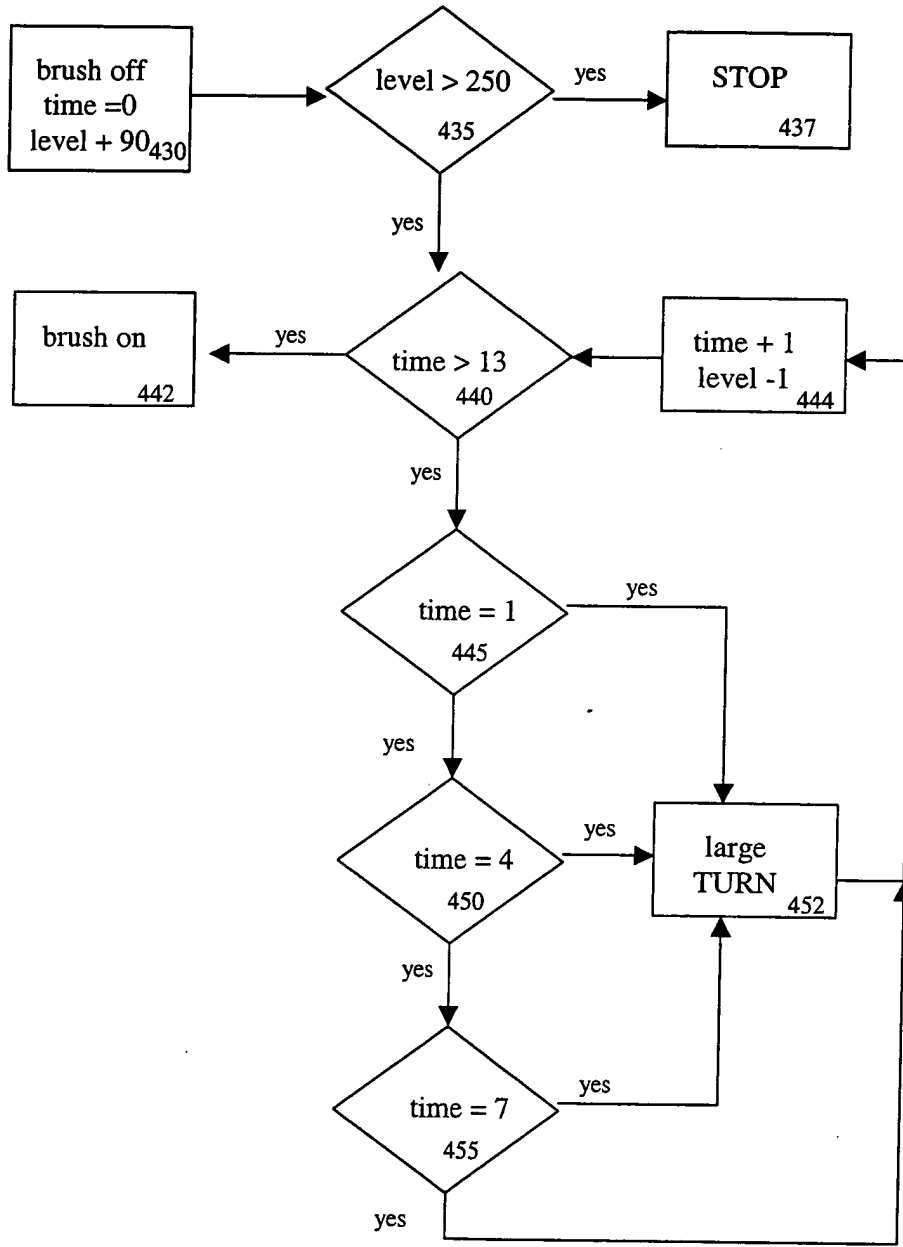 brush off
time =0
level + 90
430
level > 250
435
yes
STOP
437
yes
brush on
442
yes
time > 13
440
time + 1
level -1
444
yes
time = 1
445
yes
yes
time = 4
450
yes
large
TURN
452
yes
time = 7
455
yes
yes